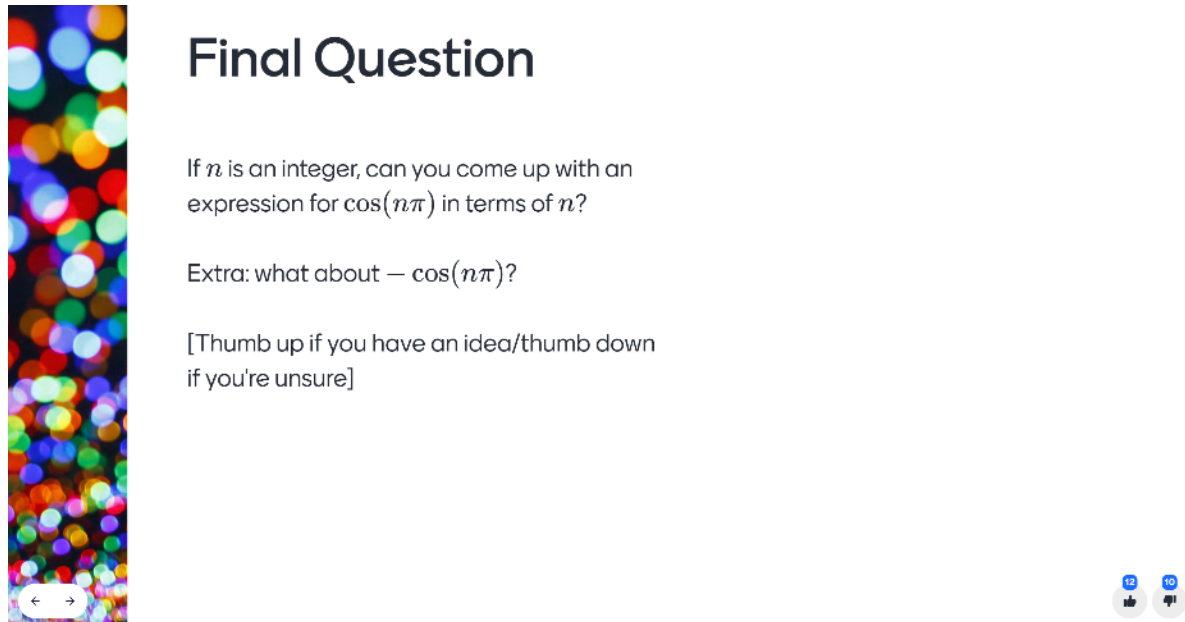 Final Question
If n is an integer, can you come up with an
expression for cos(nπ) in terms of n?
Extra: what about − cos(nπ)?
[Thumb up if you have an idea/thumb down
if you're unsure]
12 10